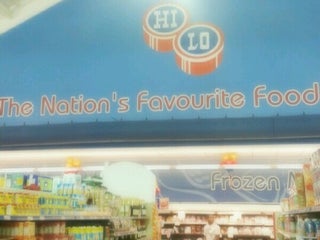 HI
LO
The Nation's Favourite Food
Frozen